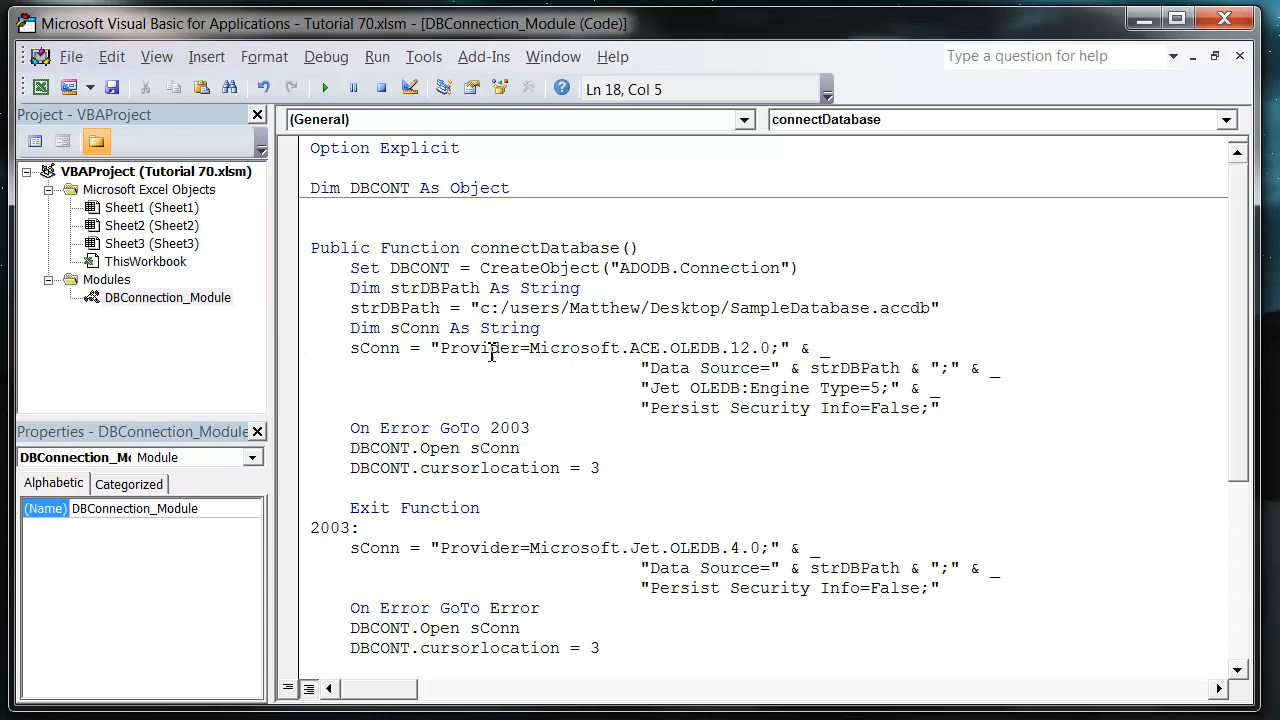 Microsoft Visual Basic for Applications - Tutorial 70.xlsm - [DBConnection_Module (Code)]
File Edit View Insert Format Debug Run Tools Add-Ins Window Help
Type a question for help
Ln 18, Col 5
Project - VBAProject
VBAProject (Tutorial 70.xlsm)
Microsoft Excel Objects
Sheet1 (Sheet1)
Sheet2 (Sheet2)
Sheet3 (Sheet3)
ThisWorkbook
Modules
DBConnection_Module
Properties - DBConnection_Module
DBConnection_M Module
Alphabetic Categorized
(Name) DBConnection_Module
(General) connectDatabase
Option Explicit
Dim DBCONT As Object
Public Function connectDatabase()
Set DBCONT = CreateObject("ADODB.Connection")
Dim strDBPath As String
strDBPath = "c:/users/Matthew/Desktop/SampleDatabase.accdb"
Dim sConn As String
sConn = "Provider=Microsoft.ACE.OLEDB.12.0;" & _
"Data Source=" & strDBPath & ";" & _
"Jet OLEDB:Engine Type=5;" & _
"Persist Security Info=False;"
On Error GoTo 2003
DBCONT.Open sConn
DBCONT.cursorlocation = 3
Exit Function
2003:
sConn = "Provider=Microsoft.Jet.OLEDB.4.0;" & _
"Data Source=" & strDBPath & ";" & _
"Persist Security Info=False;"
On Error GoTo Error
DBCONT.Open sConn
DBCONT.cursorlocation = 3